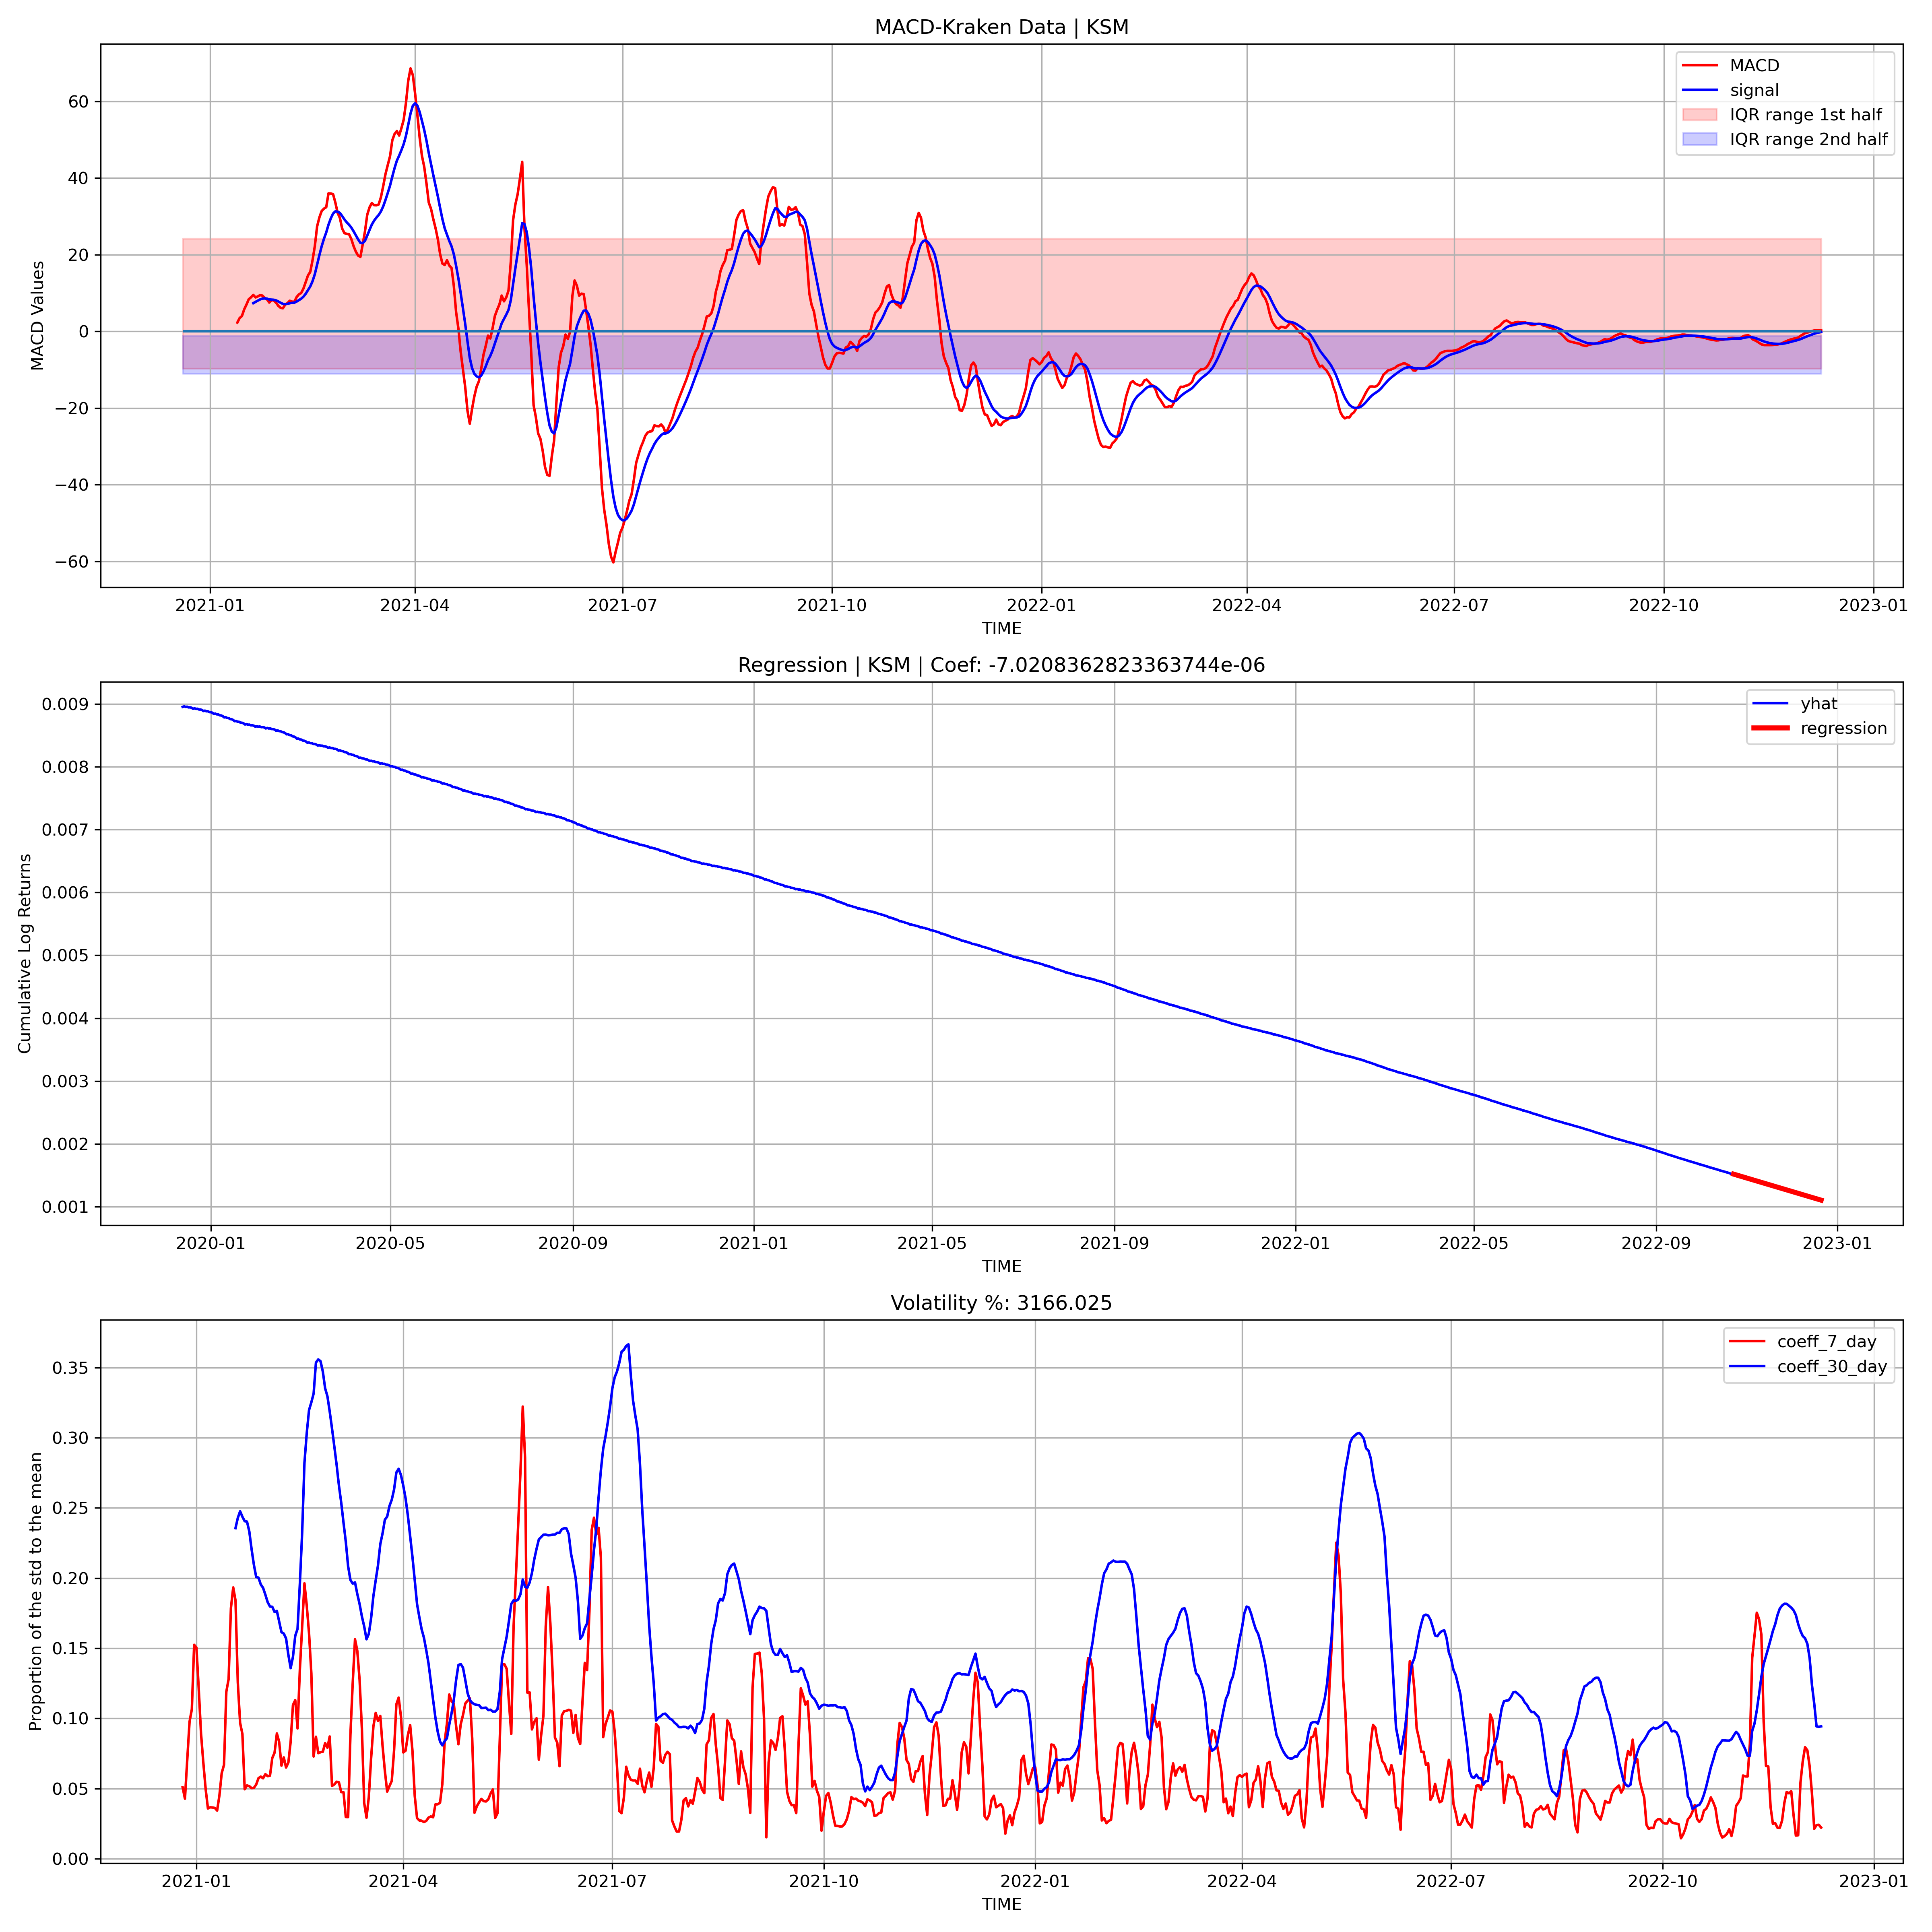 MACD-Kraken Data | KSM
MACD Values
60
40
20
0
−20
−40
−60
MACD
signal
IQR range 1st half
IQR range 2nd half
2021-01 2021-04 2021-07 2021-10 2022-01 2022-04 2022-07 2022-10 2023-01
TIME
Regression | KSM | Coef: -7.0208362823363744e-06
Cumulative Log Returns
0.009
0.008
0.007
0.006
0.005
0.004
0.003
0.002
0.001
yhat
regression
2020-01 2020-05 2020-09 2021-01 2021-05 2021-09 2022-01 2022-05 2022-09 2023-01
TIME
Volatility %: 3166.025
Proportion of the std to the mean
0.35
0.30
0.25
0.20
0.15
0.10
0.05
0.00
coeff_7_day
coeff_30_day
2021-01 2021-04 2021-07 2021-10 2022-01 2022-04 2022-07 2022-10 2023-01
TIME